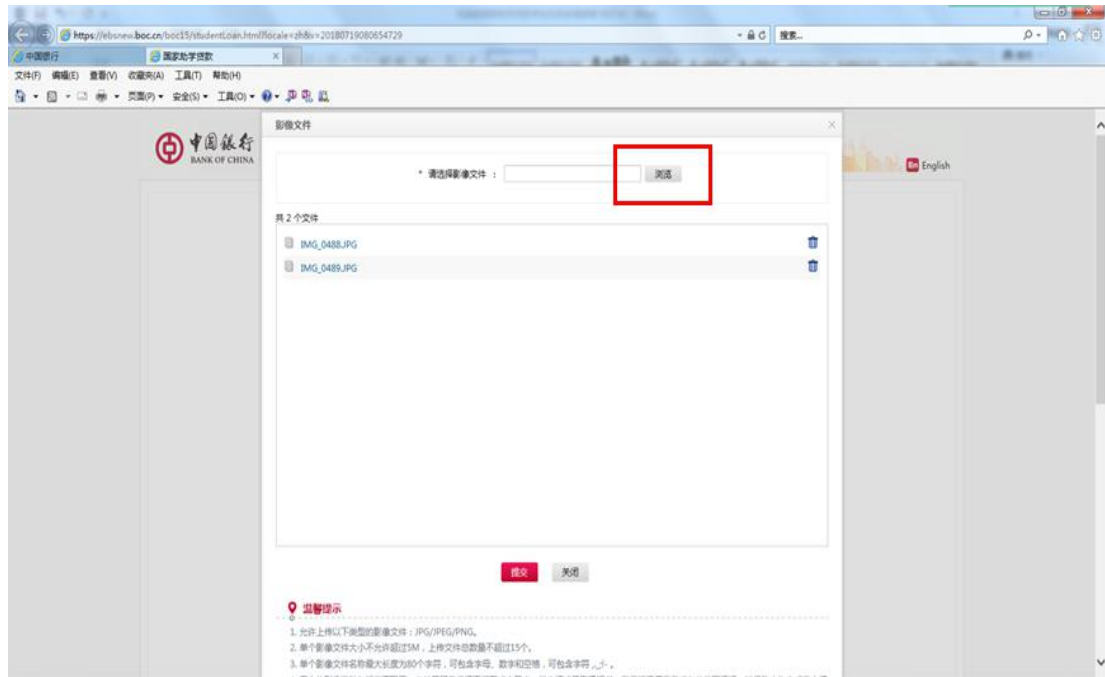 https://ebsnew.boc.cn/boc15/studentLoan.html?locale=zh&v=20180719080654729
搜索...
中国银行
国家助学贷款
文件(F) 编辑(E) 查看(V) 收藏夹(A) 工具(T) 帮助(H)
页面(P) 安全(S) 工具(O)
影像文件
中国银行
BANK OF CHINA
En English
* 请选择影像文件 ：
浏览
共 2 个文件
IMG_0488.JPG
IMG_0489.JPG
提交 关闭
温馨提示
1. 允许上传以下类型的影像文件：JPG/JPEG/PNG。
2. 单个影像文件大小不允许超过5M，上传文件总数量不超过15个。
3. 单个影像文件名称最大长度为80个字符，可包含字母、数字和空格，可包含字符